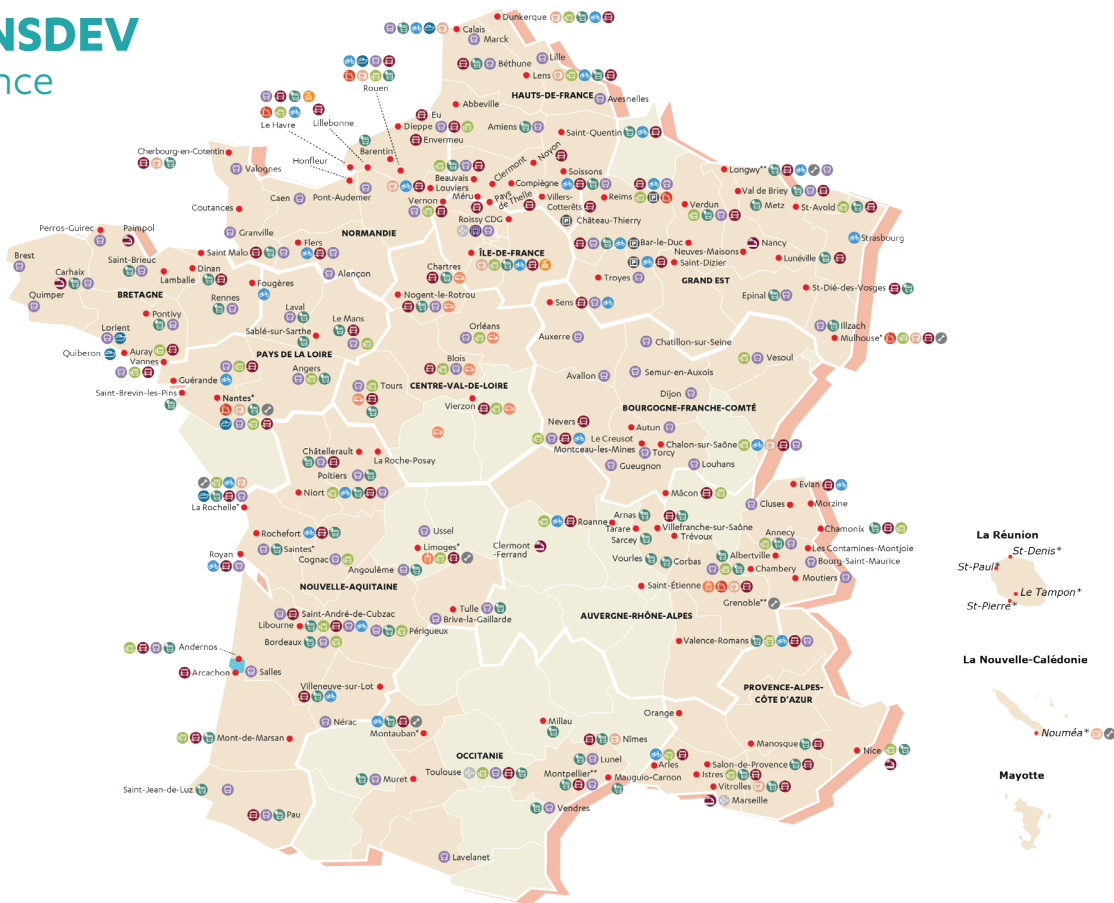 NSDEV
nce
Dunkerque
Calais
Marck
Lille
Béthune
Lens
HAUTS-DE-FRANCE
Avesnelles
Rouen
Abbeville
Eu
Dieppe
Amiens
Saint-Quentin
Envermeu
Le Havre
Lillebonne
Barentin
Honfleur
Cherbourg-en-Cotentin
Valognes
Noyon
Clermont
Soissons
Beauvais
Compiègne
Louviers
Méru
Pays
de Thelle
Villers-
Cotterêts
Reims
Vernon
Caen
Pont-Audemer
Roissy CDG
Château-Thierry
Longwy**
Val de Briey
Metz
St-Avold
Verdun
Coutances
Granville
NORMANDIE
Perros-Guirec
Paimpol
Flers
Saint Malo
ÎLE-DE-FRANCE
Bar-le-Duc
Neuves-Maisons
Nancy
Strasbourg
Saint-Dizier
Lunéville
Brest
Saint-Brieuc
Dinan
Lamballe
Carhaix
Fougères
Alençon
Chartres
Troyes
GRAND EST
St-Dié-des-Vosges
Quimper
BRETAGNE
Rennes
Laval
Nogent-le-Rotrou
Sens
Epinal
Pontivy
Le Mans
Sablé-sur-Sarthe
Orléans
Auxerre
Chatillon-sur-Seine
Illzach
Mulhouse*
Lorient
Quiberon
Auray
Vannes
PAYS DE LA LOIRE
Angers
Blois
Vesoul
Guérande
Tours
CENTRE-VAL-DE-LOIRE
Avallon
Semur-en-Auxois
Saint-Brevin-les-Pins
Nantes*
Vierzon
Dijon
BOURGOGNE-FRANCHE-COMTÉ
Nevers
Autun
Le Creusot
Montceau-les-Mines
Torcy
Chalon-sur-Saône
Gueugnon
Louhans
Châtellerault
La Roche-Posay
Poitiers
La Rochelle*
Niort
Mâcon
Evian
Cluses
Morzine
Rochefort
Ussel
Roanne
Arnas
Tarare
Villefranche-sur-Saône
Sarcey
Trévoux
Annecy
Chamonix
Saintes*
Royan
Cognac
Limoges*
Clermont
-Ferrand
Vourles
Corbas
Albertville
Les Contamines-Montjoie
Bourg-Saint-Maurice
Angoulême
Chambery
Moutiers
NOUVELLE-AQUITAINE
Saint-Étienne
Grenoble**
Saint-André-de-Cubzac
Tulle
Brive-la-Gaillarde
AUVERGNE-RHÔNE-ALPES
Libourne
Périgueux
Bordeaux
Valence-Romans
Andernos
Arcachon
Salles
Villeneuve-sur-Lot
PROVENCE-ALPES-
CÔTE D'AZUR
Nérac
Montauban*
Millau
Orange
Mont-de-Marsan
Nîmes
Manosque
Nice
OCCITANIE
Lunel
Arles
Salon-de-Provence
Toulouse
Montpellier**
Mauguio-Carnon
Istres
Vitrolles
Muret
Saint-Jean-de-Luz
Marseille
Vendres
Pau
Lavelanet
La Réunion
St-Denis*
St-Paul*
Le Tampon*
St-Pierre*
La Nouvelle-Calédonie
Nouméa*
Mayotte